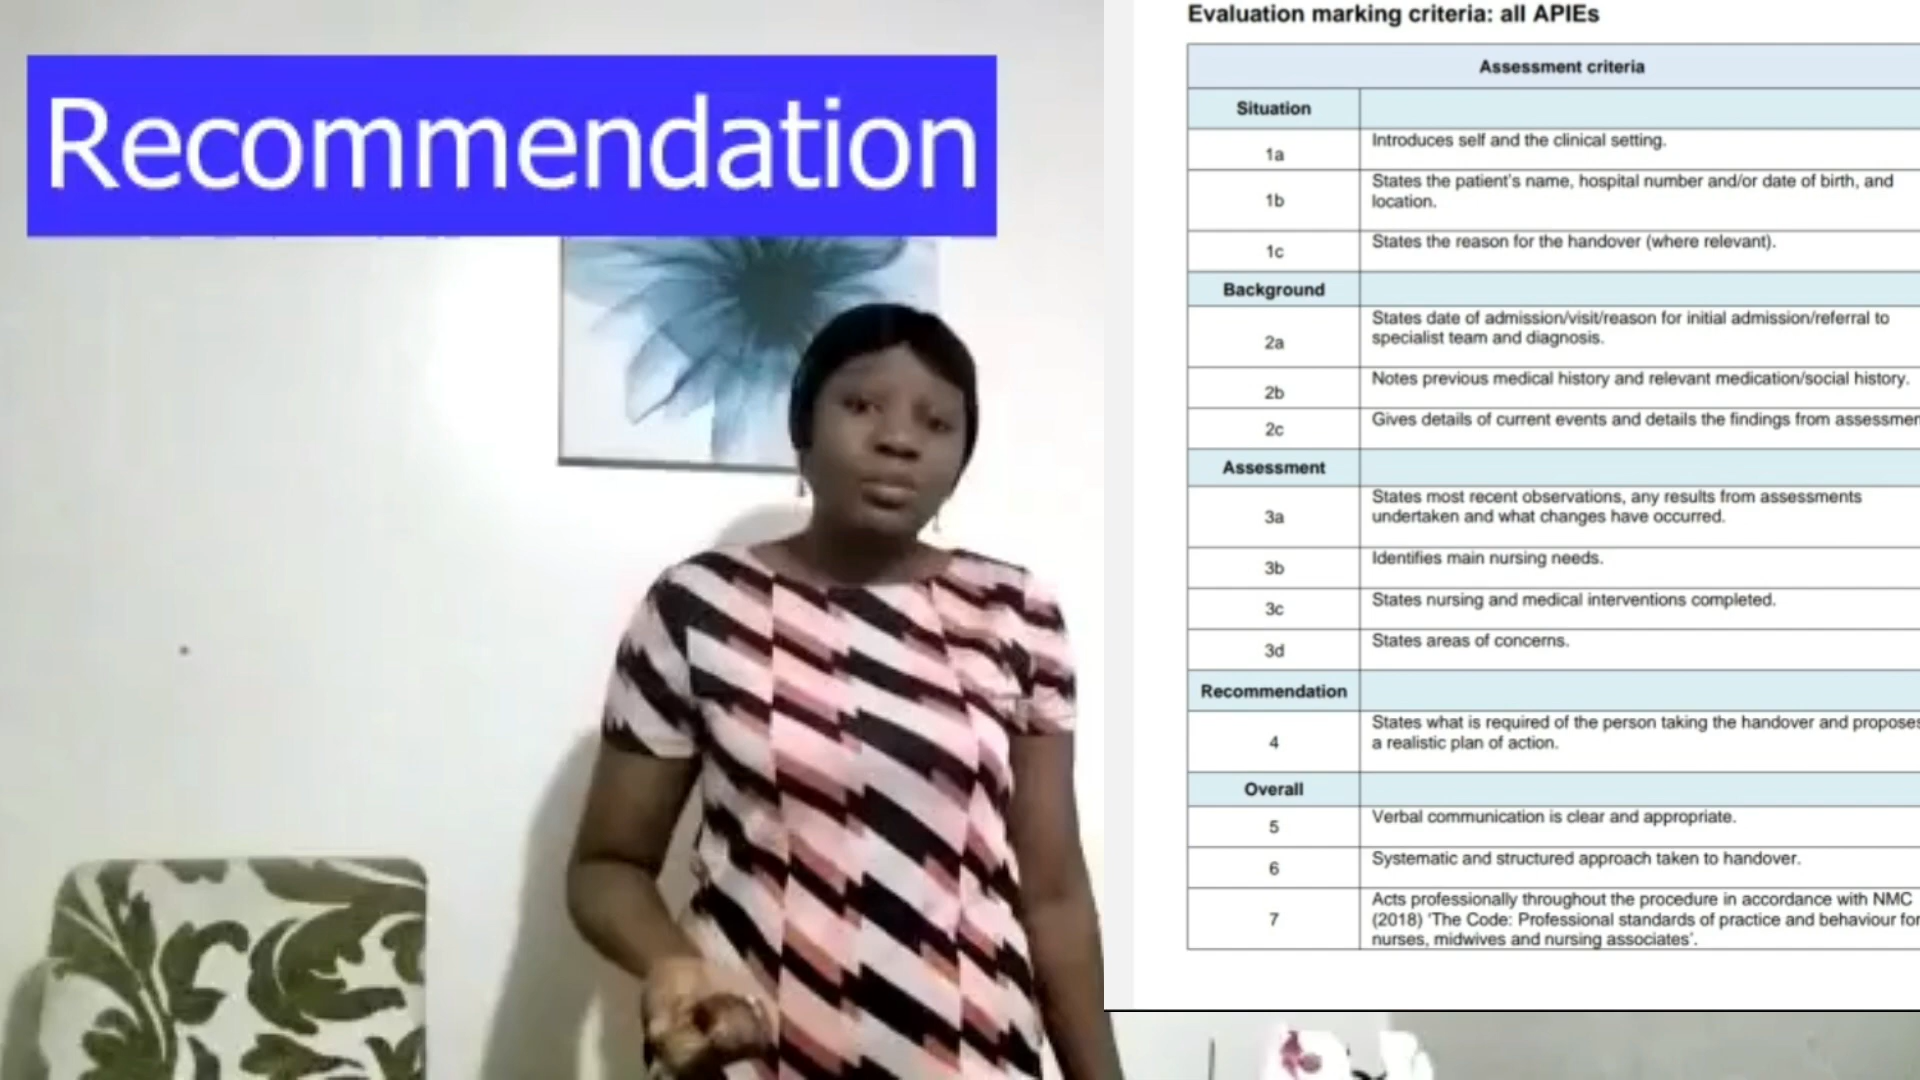 Recommendation
Evaluation marking criteria: all APIEs
Assessment criteria
Situation
1a
Introduces self and the clinical setting.
1b
States the patient's name, hospital number and/or date of birth, and
location.
1c
States the reason for the handover (where relevant).
Background
2a
States date of admission/visit/reason for initial admission/referral to
specialist team and diagnosis.
2b
Notes previous medical history and relevant medication/social history.
2c
Gives details of current events and details the findings from
Assessment
3a
States most recent observations, any results from assessments
undertaken and what changes have occurred.
3b
Identifies main nursing needs.
3c
States nursing and medical interventions completed.
3d
States areas of concerns.
Recommendation
4
States what is required of the person taking the handover and proposes
a realistic plan of action.
Overall
5
Verbal communication is clear and appropriate.
6
Systematic and structured approach taken to handover.
7
Acts professionally throughout the procedure in accordance with NMC
(2018) 'The Code: Professional standards of practice and behaviour for
nurses, midwives and nursing associates'.